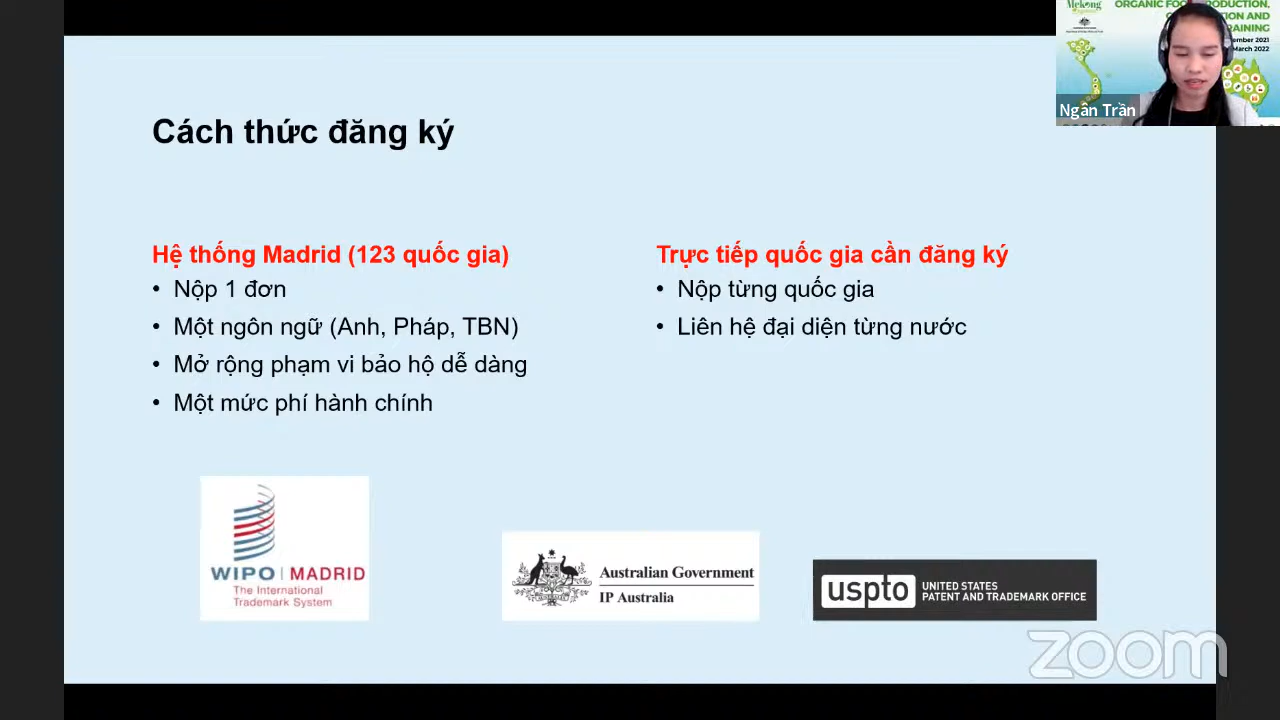 Mekong
ORGANIC FOOD PRODUCTION,
AND
TRAINING
2021
March 2022
Ngân Trần
Cách thức đăng ký
Hệ thống Madrid (123 quốc gia)
• Nộp 1 đơn
• Một ngôn ngữ (Anh, Pháp, TBN)
• Mở rộng phạm vi bảo hộ dễ dàng
• Một mức phí hành chính
Trực tiếp quốc gia cần đăng ký
• Nộp từng quốc gia
• Liên hệ đại diện từng nước
WIPO | MADRID
The International
Trademark System
Australian Government
IP Australia
uspto
UNITED STATES
PATENT AND TRADEMARK OFFICE
zoom